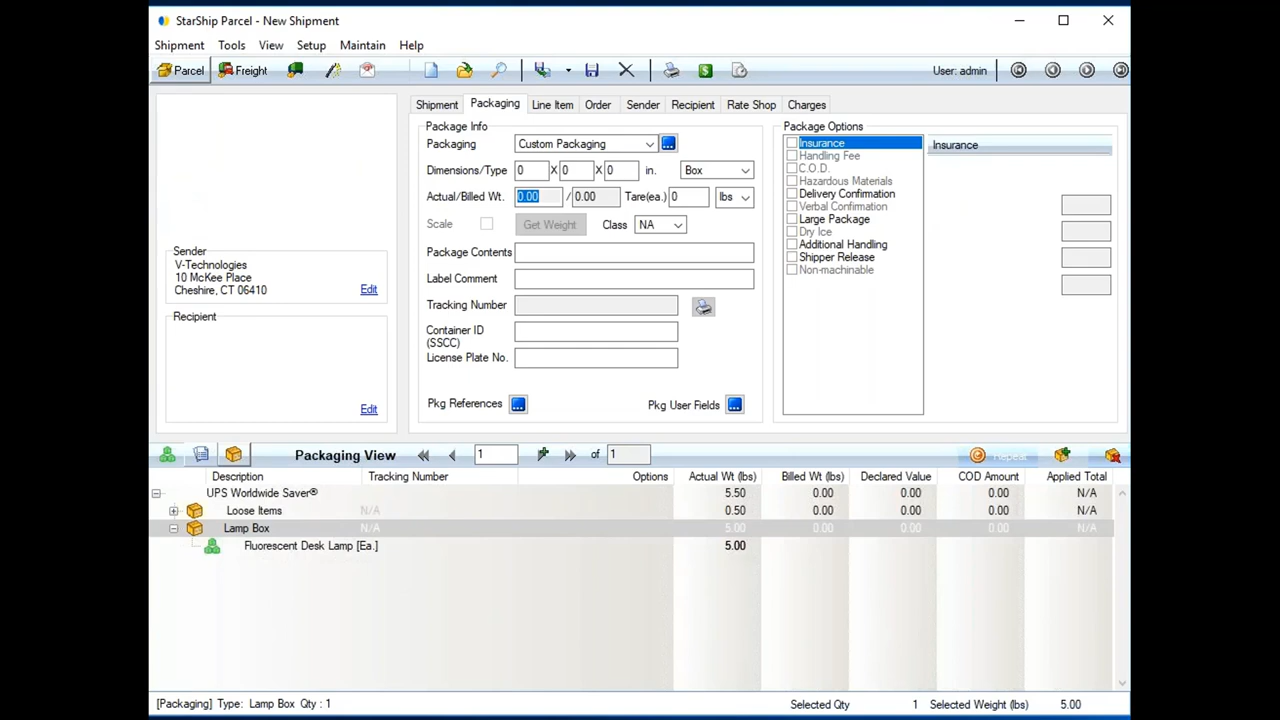 StarShip Parcel - New Shipment
Shipment Tools View Setup Maintain Help
Parcel Freight User: admin
Shipment Packaging Line Item Order Sender Recipient Rate Shop Charges
Sender
V-Technologies
10 McKee Place
Cheshire, CT 06410
Edit
Recipient
Edit
Package Info
Packaging Custom Packaging
Dimensions/Type 0 X 0 X 0 in. Box
Actual/Billed Wt. 0.00 / 0.00 Tare(ea.) 0 lbs
Scale Get Weight Class NA
Package Contents
Label Comment
Tracking Number
Container ID
(SSCC)
License Plate No.
Pkg References Pkg User Fields
Package Options
Insurance
Handling Fee
C.O.D.
Hazardous Materials
Delivery Confirmation
Verbal Confirmation
Large Package
Dry Ice
Additional Handling
Shipper Release
Non-machinable
Insurance
Packaging View 1 of 1 Repeat
Description Tracking Number Options Actual Wt (lbs) Billed Wt (lbs) Declared Value COD Amount Applied Total
UPS Worldwide Saver® 5.50 0.00 0.00 0.00 N/A
Loose Items N/A 0.50 0.00 0.00 0.00 N/A
Lamp Box N/A 5.00 0.00 0.00 0.00 N/A
Fluorescent Desk Lamp [Ea.] 5.00
[Packaging] Type: Lamp Box Qty : 1 Selected Qty 1 Selected Weight (lbs) 5.00